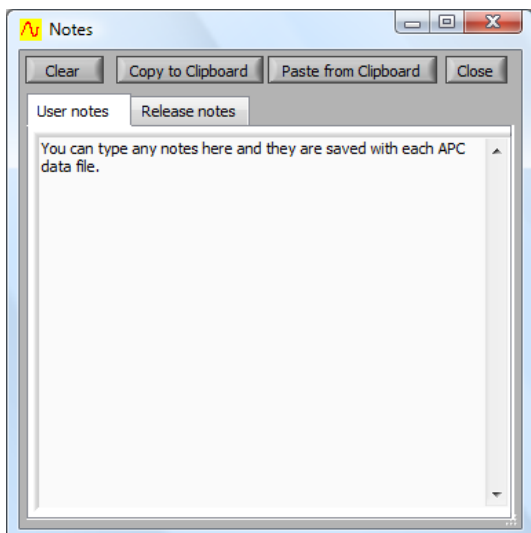 Notes
Clear Copy to Clipboard Paste from Clipboard Close
User notes Release notes
You can type any notes here and they are saved with each APC
data file.